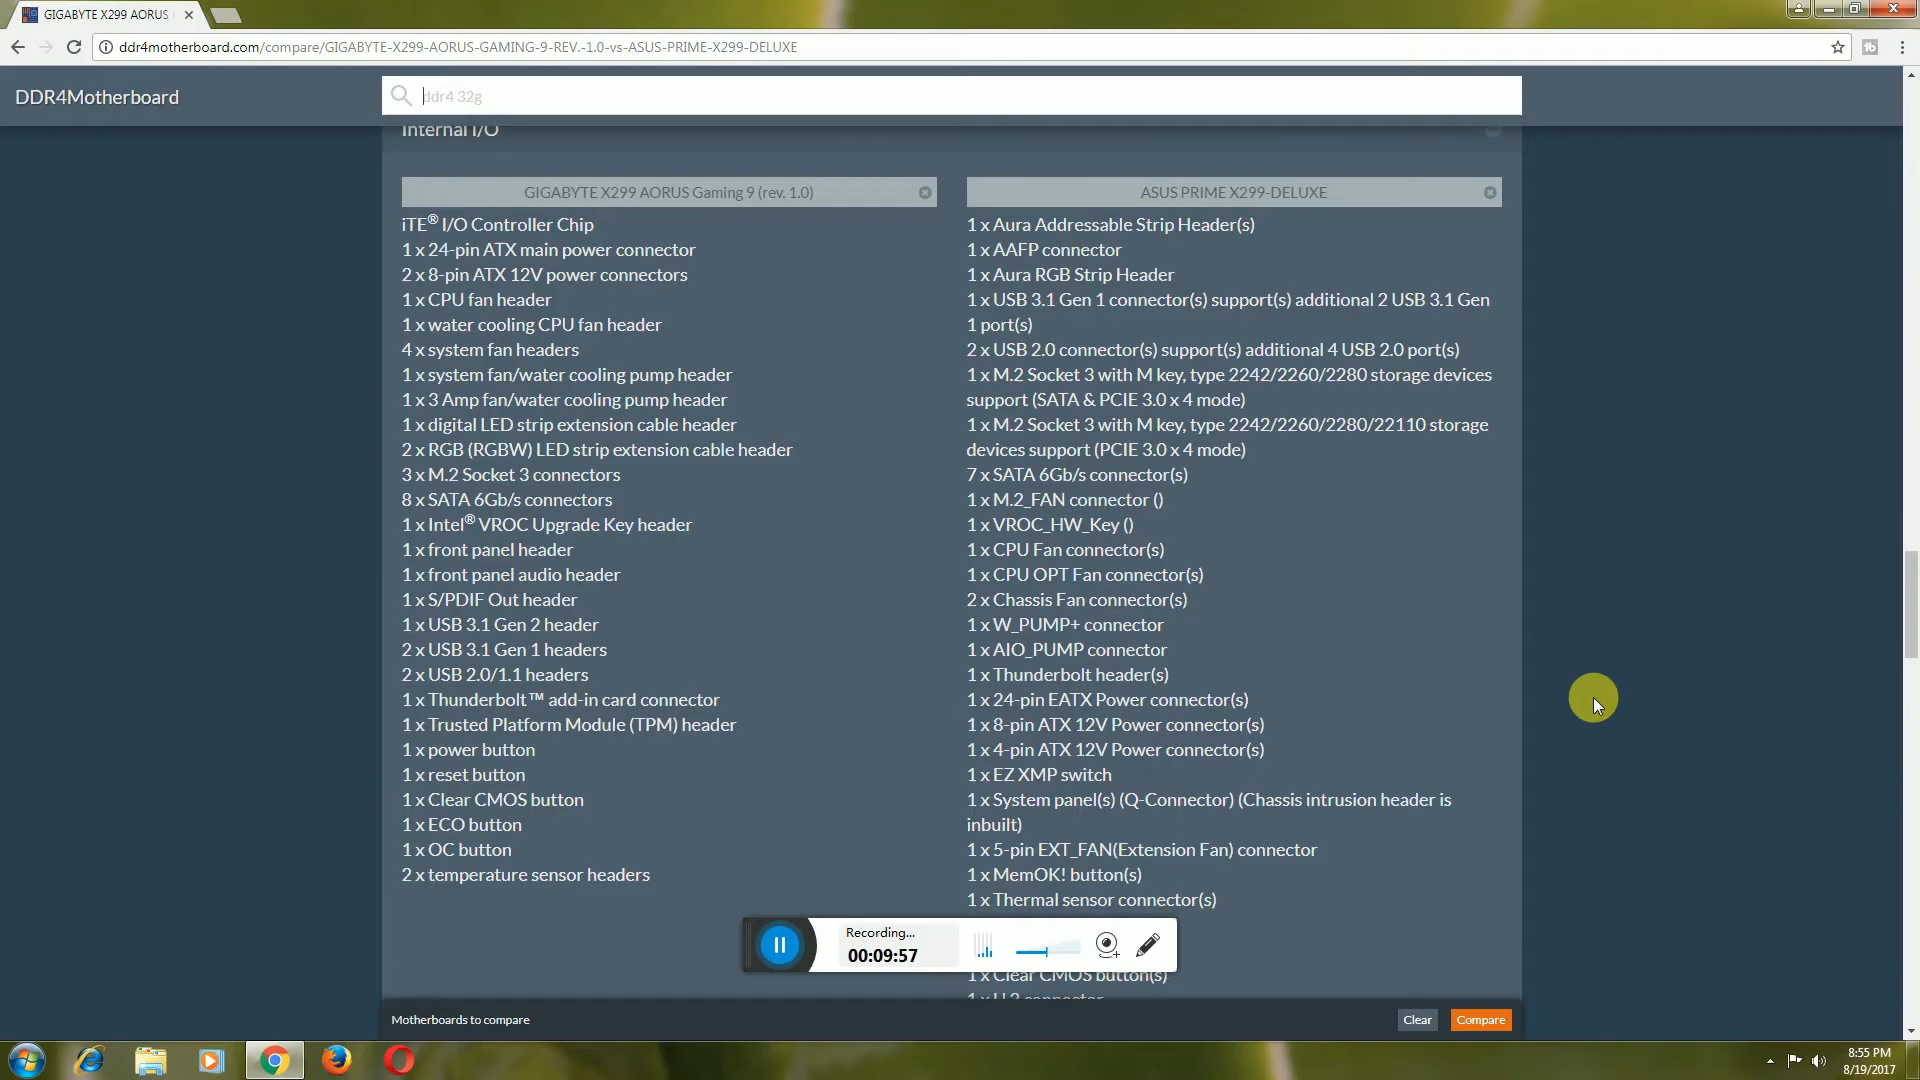 GIGABYTE X299 AORUS
ddr4motherboard.com/compare/GIGABYTE-X299-AORUS-GAMING-9-REV.-1.0-vs-ASUS-PRIME-X299-DELUXE
DDR4Motherboard
ddr4 32g
Internal I/O
GIGABYTE X299 AORUS Gaming 9 (rev. 1.0)
iTE® I/O Controller Chip
1 x 24-pin ATX main power connector
2 x 8-pin ATX 12V power connectors
1 x CPU fan header
1 x water cooling CPU fan header
4 x system fan headers
1 x system fan/water cooling pump header
1 x 3 Amp fan/water cooling pump header
1 x digital LED strip extension cable header
2 x RGB (RGBW) LED strip extension cable header
3 x M.2 Socket 3 connectors
8 x SATA 6Gb/s connectors
1 x Intel® VROC Upgrade Key header
1 x front panel header
1 x front panel audio header
1 x S/PDIF Out header
1 x USB 3.1 Gen 2 header
2 x USB 3.1 Gen 1 headers
2 x USB 2.0/1.1 headers
1 x Thunderbolt™ add-in card connector
1 x Trusted Platform Module (TPM) header
1 x power button
1 x reset button
1 x Clear CMOS button
1 x ECO button
1 x OC button
2 x temperature sensor headers
ASUS PRIME X299-DELUXE
1 x Aura Addressable Strip Header(s)
1 x AAFP connector
1 x Aura RGB Strip Header
1 x USB 3.1 Gen 1 connector(s) support(s) additional 2 USB 3.1 Gen
1 port(s)
2 x USB 2.0 connector(s) support(s) additional 4 USB 2.0 port(s)
1 x M.2 Socket 3 with M key, type 2242/2260/2280 storage devices
support (SATA & PCIE 3.0 x 4 mode)
1 x M.2 Socket 3 with M key, type 2242/2260/2280/22110 storage
devices support (PCIE 3.0 x 4 mode)
7 x SATA 6Gb/s connector(s)
1 x M.2_FAN connector ()
1 x VROC_HW_Key ()
1 x CPU Fan connector(s)
1 x CPU OPT Fan connector(s)
2 x Chassis Fan connector(s)
1 x W_PUMP+ connector
1 x AIO_PUMP connector
1 x Thunderbolt header(s)
1 x 24-pin EATX Power connector(s)
1 x 8-pin ATX 12V Power connector(s)
1 x 4-pin ATX 12V Power connector(s)
1 x EZ XMP switch
1 x System panel(s) (Q-Connector) (Chassis intrusion header is
inbuilt)
1 x 5-pin EXT_FAN(Extension Fan) connector
1 x MemOK! button(s)
1 x Thermal sensor connector(s)
1 x Clear CMOS button(s)
1 x U.2 connector
Recording...
00:09:57
Motherboards to compare
Clear
Compare
8:55 PM
8/19/2017